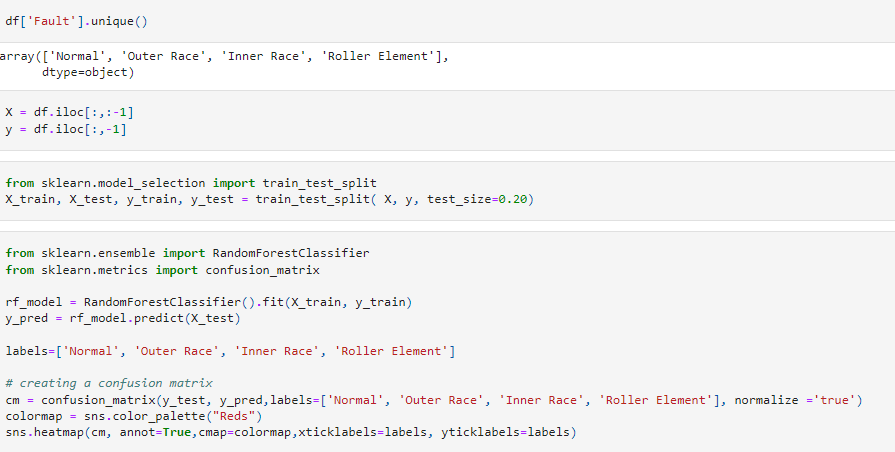 df['Fault'].unique()
array(['Normal', 'Outer Race', 'Inner Race', 'Roller Element'],
      dtype=object)
X = df.iloc[:,:-1]
y = df.iloc[:,-1]
from sklearn.model_selection import train_test_split
X_train, X_test, y_train, y_test = train_test_split( X, y, test_size=0.20)
from sklearn.ensemble import RandomForestClassifier
from sklearn.metrics import confusion_matrix
rf_model = RandomForestClassifier().fit(X_train, y_train)
y_pred = rf_model.predict(X_test)
labels=['Normal', 'Outer Race', 'Inner Race', 'Roller Element']
# creating a confusion matrix
cm = confusion_matrix(y_test, y_pred,labels=['Normal', 'Outer Race', 'Inner Race', 'Roller Element'], normalize ='true')
colormap = sns.color_palette("Reds")
sns.heatmap(cm, annot=True,cmap=colormap,xticklabels=labels, yticklabels=labels)